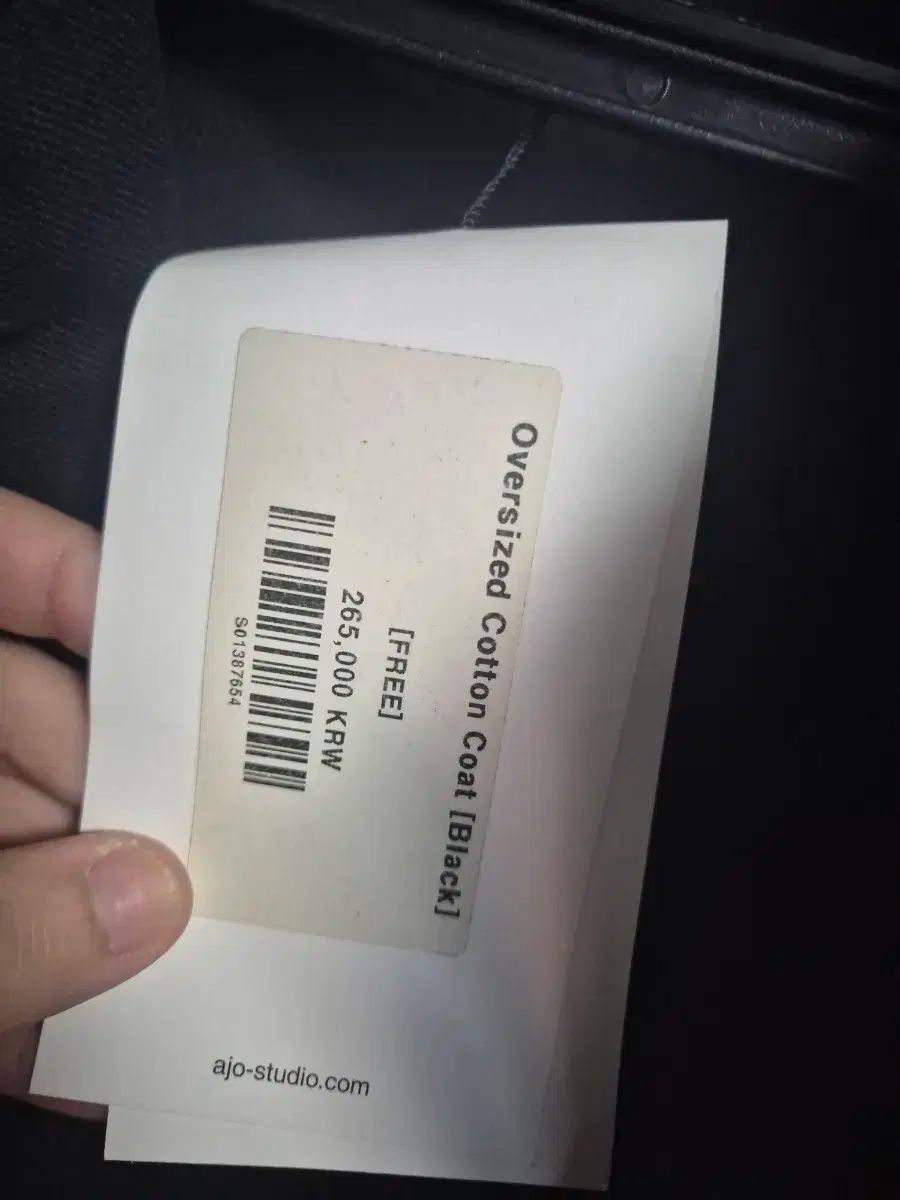 Oversized Cotton Coat [Black]
[FREE]
265,000 KRW
S01387654
ajo-studio.com